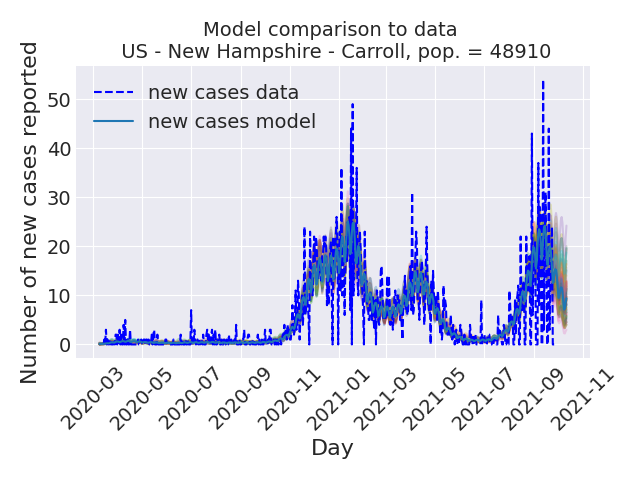 Model comparison to data
US - New Hampshire - Carroll, pop. = 48910
Number of new cases reported
50
40
30
20
10
0
new cases data
new cases model
2020-03
2020-05
2020-07
2020-09
2020-11
2021-01
2021-03
2021-05
2021-07
2021-09
2021-11
Day